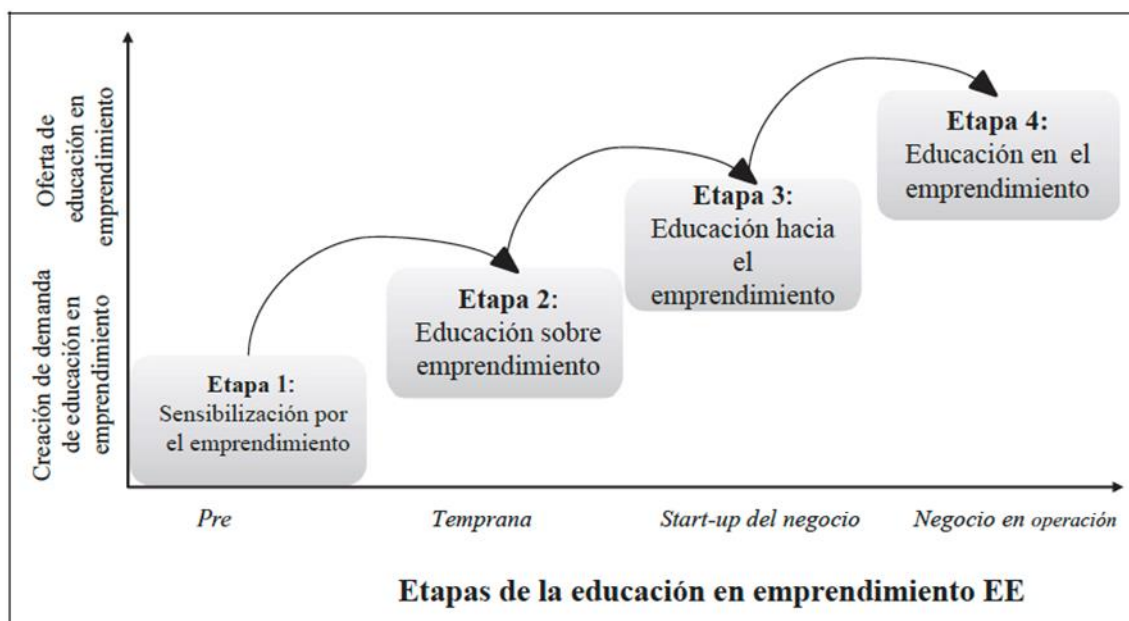 Oferta de
educación en
emprendimiento
Creación de demanda
de educación en
emprendimiento
Etapa 1:
Sensibilización por
el emprendimiento
Etapa 2:
Educación sobre
emprendimiento
Etapa 3:
Educación hacia
el
emprendimiento
Etapa 4:
Educación en el
emprendimiento
Pre
Temprana
Start-up del negocio
Negocio en operación
Etapas de la educación en emprendimiento EE